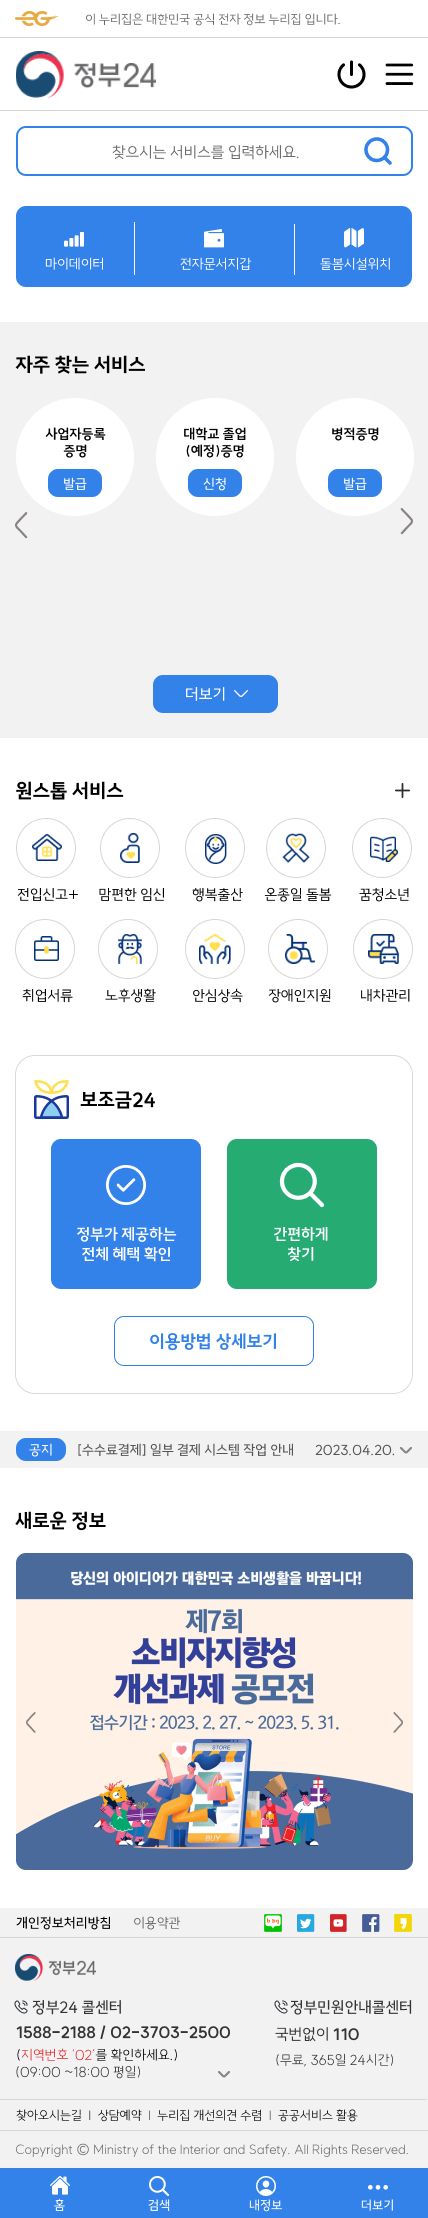 이 누리집은 대한민국 공식 전자 정보 누리집 입니다.
정부24
찾으시는 서비스를 입력하세요.
마이데이터 전자문서지갑 돌봄시설위치
자주 찾는 서비스
사업자등록
증명
발급
대학교 졸업
(예정)증명
신청
병적증명
발급
더보기
원스톱 서비스
전입신고+ 맘편한 임신 행복출산 온종일 돌봄 꿈청소년
취업서류 노후생활 안심상속 장애인지원 내차관리
보조금24
정부가 제공하는
전체 혜택 확인
간편하게
찾기
이용방법 상세보기
공지 [수수료결제] 일부 결제 시스템 작업 안내 2023.04.20.
새로운 정보
당신의 아이디어가 대한민국 소비생활을 바꿉니다!
제7회
소비자지향성
개선과제 공모전
접수기간 : 2023. 2. 27. ~ 2023. 5. 31.
STORE
BUY
개인정보처리방침 이용약관
정부24
정부24 콜센터
1588-2188 / 02-3703-2500
(지역번호 '02'를 확인하세요.)
(09:00 ~18:00 평일)
정부민원안내콜센터
국번없이 110
(무료, 365일 24시간)
찾아오시는길 | 상담예약 | 누리집 개선의견 수렴 | 공공서비스 활용
Copyright © Ministry of the Interior and Safety. All Rights Reserved.
홈 검색 내정보 더보기